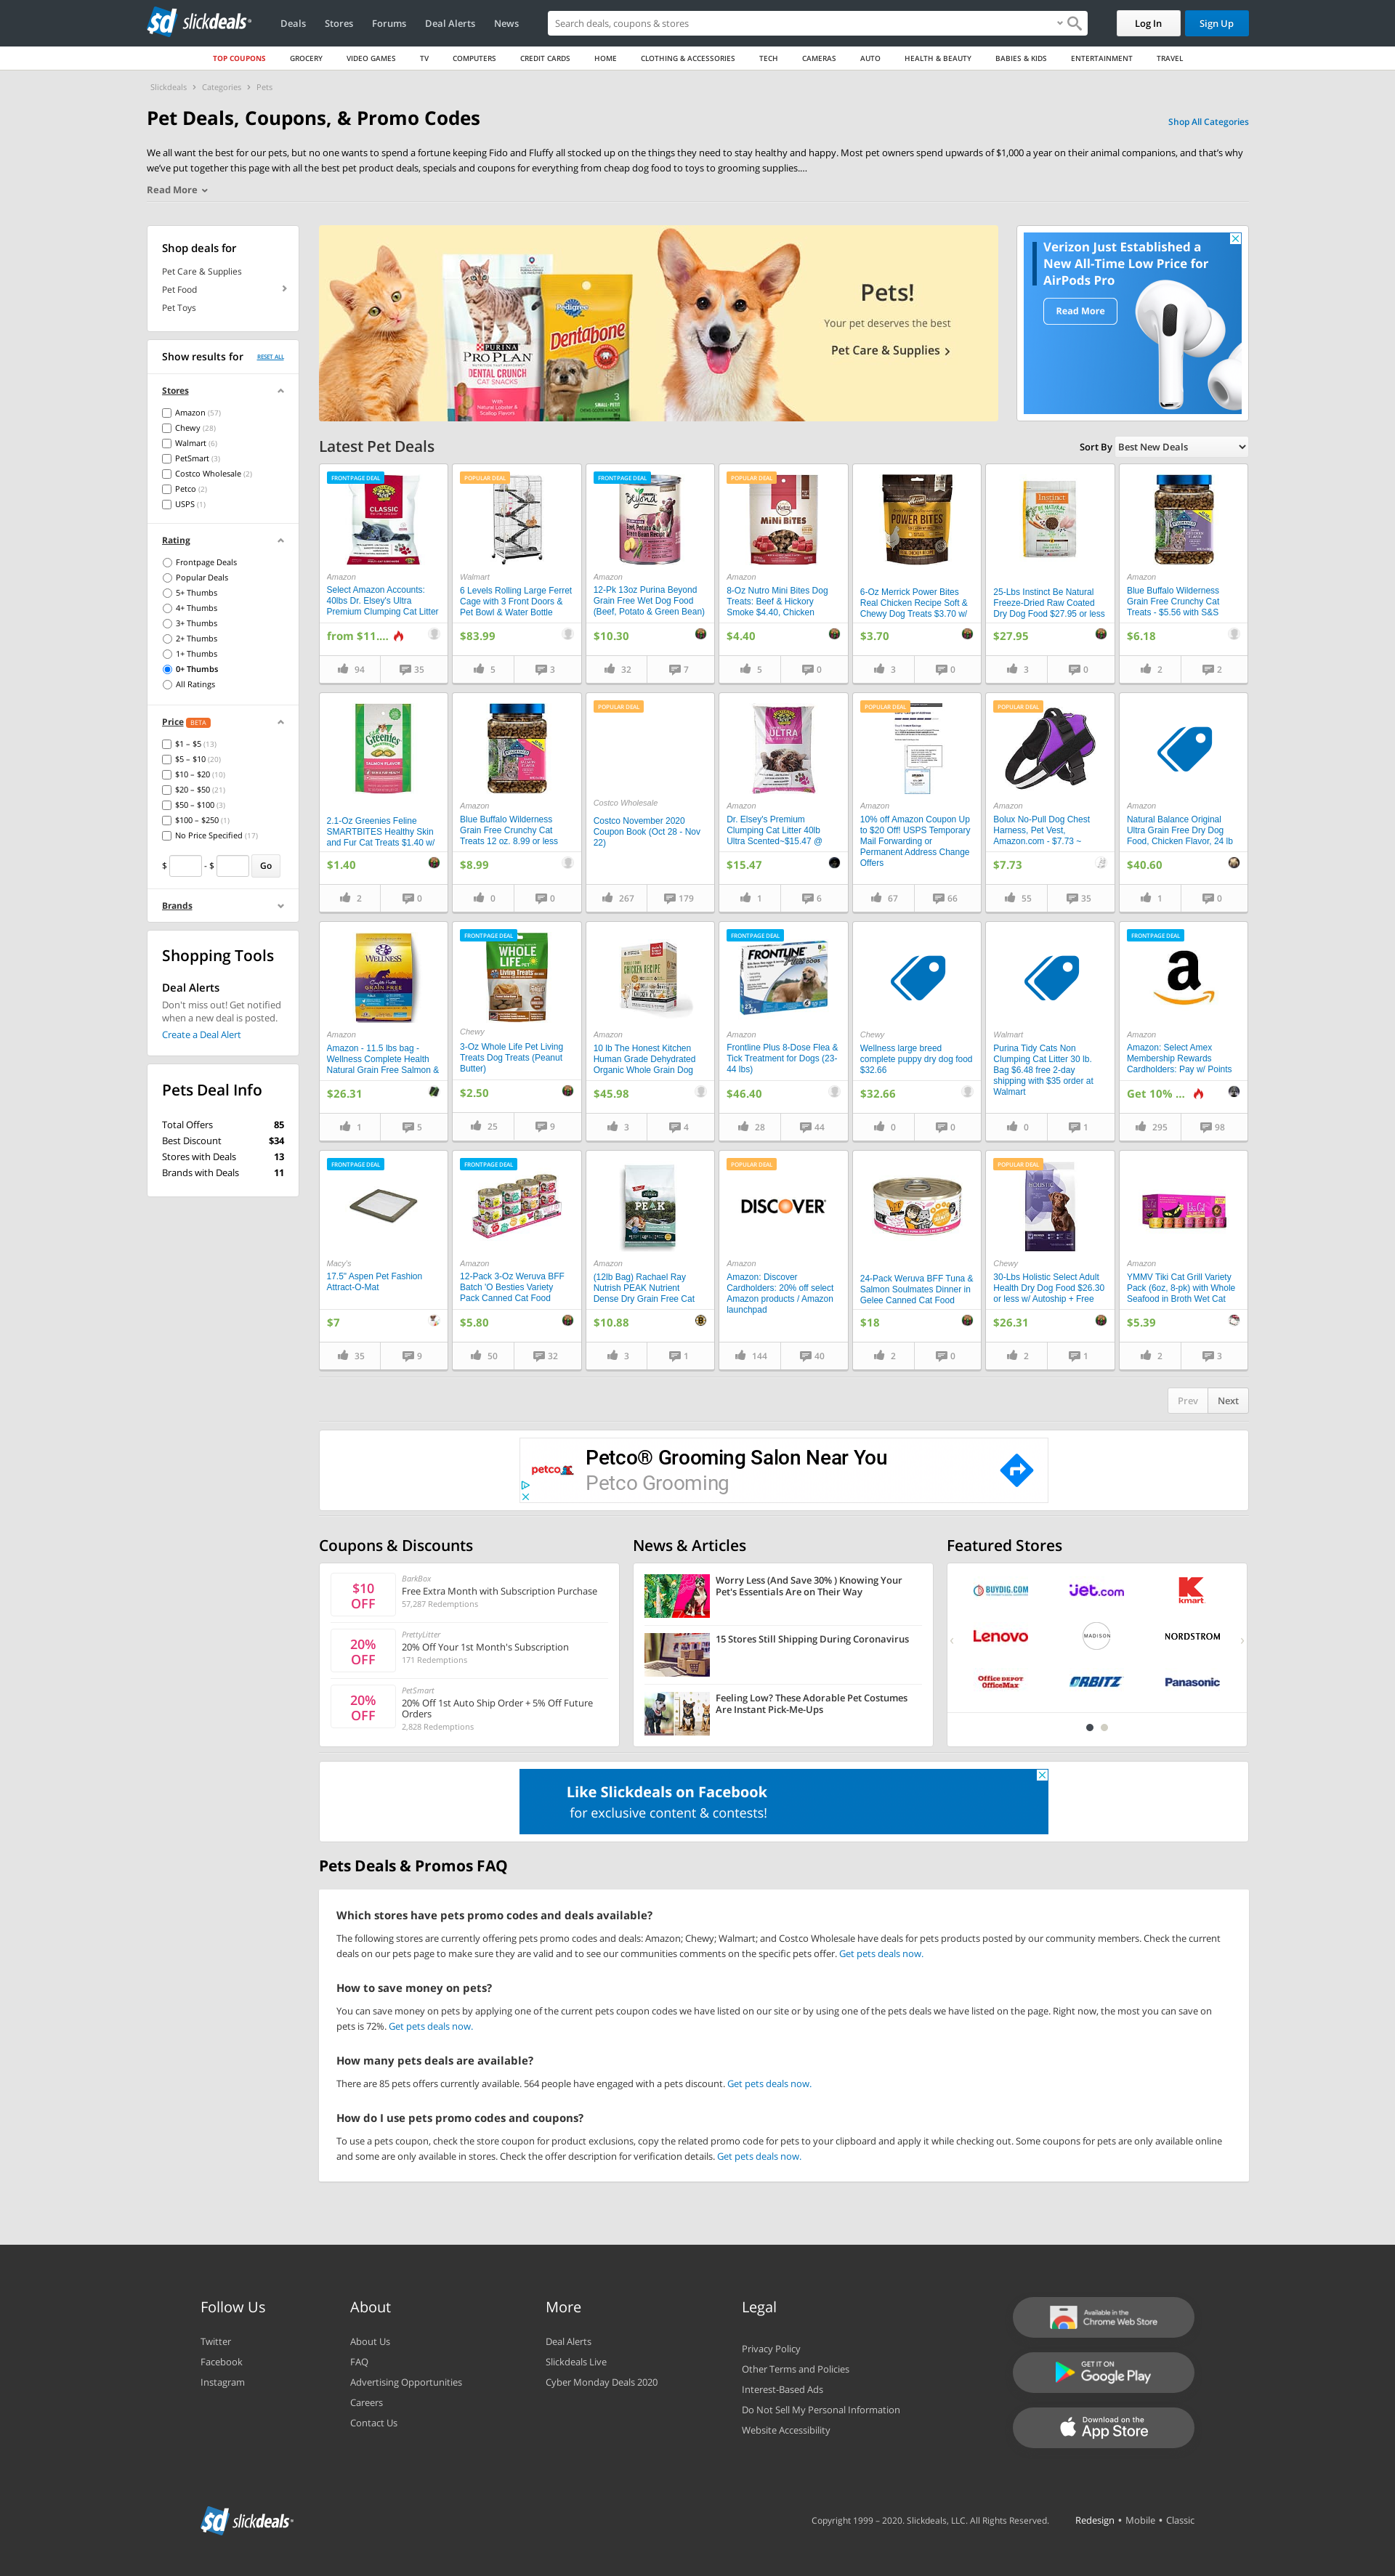 slickdeals
Deals
Stores
Forums
Deal Alerts
News
Search deals, coupons & stores
Log In
Sign Up
TOP COUPONS
GROCERY
VIDEO GAMES
TV
COMPUTERS
CREDIT CARDS
HOME
CLOTHING & ACCESSORIES
TECH
CAMERAS
AUTO
HEALTH & BEAUTY
BABIES & KIDS
ENTERTAINMENT
TRAVEL
Slickdeals › Categories › Pets
Pet Deals, Coupons, & Promo Codes
Shop All Categories
We all want the best for our pets, but no one wants to spend a fortune keeping Fido and Fluffy all stocked up on the things they need to stay healthy and happy. Most pet owners spend upwards of $1,000 a year on their animal companions, and that's why
we've put together this page with all the best pet product deals, specials and coupons for everything from cheap dog food to toys to grooming supplies....
Read More
Shop deals for
Pet Care & Supplies
Pet Food
Pet Toys
Show results for
RESET ALL
Stores
Amazon (57)
Chewy (28)
Walmart (6)
PetSmart (3)
Costco Wholesale (2)
Petco (2)
USPS (1)
Rating
Frontpage Deals
Popular Deals
5+ Thumbs
4+ Thumbs
3+ Thumbs
2+ Thumbs
1+ Thumbs
0+ Thumbs
All Ratings
Price BETA
$1 – $5 (13)
$5 – $10 (20)
$10 – $20 (10)
$20 – $50 (21)
$50 – $100 (3)
$100 – $250 (1)
No Price Specified (17)
$ - $ Go
Brands
Shopping Tools
Deal Alerts
Don't miss out! Get notified
when a new deal is posted.
Create a Deal Alert
Pets Deal Info
Total Offers 85
Best Discount $34
Stores with Deals 13
Brands with Deals 11
PURINA
PRO PLAN
DENTAL CRUNCH
CAT SNACKS
Pedigree
Dentabone
Pets!
Your pet deserves the best
Pet Care & Supplies
Verizon Just Established a
New All-Time Low Price for
AirPods Pro
Read More
Latest Pet Deals
Sort By Best New Deals
FRONTPAGE DEAL
Amazon
Select Amazon Accounts:
40lbs Dr. Elsey's Ultra
Premium Clumping Cat Litter
from $11....
94
35
POPULAR DEAL
Walmart
6 Levels Rolling Large Ferret
Cage with 3 Front Doors &
Pet Bowl & Water Bottle
$83.99
5
3
FRONTPAGE DEAL
Amazon
12-Pk 13oz Purina Beyond
Grain Free Wet Dog Food
(Beef, Potato & Green Bean)
$10.30
32
7
POPULAR DEAL
Amazon
8-Oz Nutro Mini Bites Dog
Treats: Beef & Hickory
Smoke $4.40, Chicken
$4.40
5
0
6-Oz Merrick Power Bites
Real Chicken Recipe Soft &
Chewy Dog Treats $3.70 w/
$3.70
3
0
25-Lbs Instinct Be Natural
Freeze-Dried Raw Coated
Dry Dog Food $27.95 or less
$27.95
3
0
Amazon
Blue Buffalo Wilderness
Grain Free Crunchy Cat
Treats - $5.56 with S&S
$6.18
2
2
2.1-Oz Greenies Feline
SMARTBITES Healthy Skin
and Fur Cat Treats $1.40 w/
$1.40
2
0
Amazon
Blue Buffalo Wilderness
Grain Free Crunchy Cat
Treats 12 oz. 8.99 or less
$8.99
0
0
POPULAR DEAL
Costco Wholesale
Costco November 2020
Coupon Book (Oct 28 - Nov
22)
267
179
Amazon
Dr. Elsey's Premium
Clumping Cat Litter 40lb
Ultra Scented~$15.47 @
$15.47
1
6
POPULAR DEAL
Amazon
10% off Amazon Coupon Up
to $20 Off! USPS Temporary
Mail Forwarding or
Permanent Address Change
Offers
67
66
POPULAR DEAL
Amazon
Bolux No-Pull Dog Chest
Harness, Pet Vest,
Amazon.com - $7.73 ~
$7.73
55
35
Amazon
Natural Balance Original
Ultra Grain Free Dry Dog
Food, Chicken Flavor, 24 lb
$40.60
1
0
Amazon
Amazon - 11.5 lbs bag -
Wellness Complete Health
Natural Grain Free Salmon &
$26.31
1
5
FRONTPAGE DEAL
Chewy
3-Oz Whole Life Pet Living
Treats Dog Treats (Peanut
Butter)
$2.50
25
9
Amazon
10 lb The Honest Kitchen
Human Grade Dehydrated
Organic Whole Grain Dog
$45.98
3
4
FRONTLINE
Amazon
Frontline Plus 8-Dose Flea &
Tick Treatment for Dogs (23-
44 lbs)
$46.40
28
44
Chewy
Wellness large breed
complete puppy dry dog food
$32.66
$32.66
0
0
Walmart
Purina Tidy Cats Non
Clumping Cat Litter 30 lb.
Bag $6.48 free 2-day
shipping with $35 order at
Walmart
0
1
FRONTPAGE DEAL
Amazon
Amazon: Select Amex
Membership Rewards
Cardholders: Pay w/ Points
Get 10% ...
295
98
FRONTPAGE DEAL
Macy's
17.5" Aspen Pet Fashion
Attract-O-Mat
$7
35
9
FRONTPAGE DEAL
Amazon
12-Pack 3-Oz Weruva BFF
Batch 'O Besties Variety
Pack Canned Cat Food
$5.80
50
32
Amazon
(12lb Bag) Rachael Ray
Nutrish PEAK Nutrient
Dense Dry Grain Free Cat
$10.88
3
1
POPULAR DEAL
DISCOVER
Amazon
Amazon: Discover
Cardholders: 20% off select
Amazon products / Amazon
launchpad
144
40
24-Pack Weruva BFF Tuna &
Salmon Soulmates Dinner in
Gelee Canned Cat Food
$18
2
0
POPULAR DEAL
Chewy
30-Lbs Holistic Select Adult
Health Dry Dog Food $26.30
or less w/ Autoship + Free
$26.31
2
1
Amazon
YMMV Tiki Cat Grill Variety
Pack (6oz, 8-pk) with Whole
Seafood in Broth Wet Cat
$5.39
2
3
Prev
Next
petco
Petco® Grooming Salon Near You
Petco Grooming
Coupons & Discounts
$10
OFF
BarkBox
Free Extra Month with Subscription Purchase
57,287 Redemptions
20%
OFF
PrettyLitter
20% Off Your 1st Month's Subscription
171 Redemptions
20%
OFF
PetSmart
20% Off 1st Auto Ship Order + 5% Off Future
Orders
2,828 Redemptions
News & Articles
Worry Less (And Save 30% ) Knowing Your
Pet's Essentials Are on Their Way
15 Stores Still Shipping During Coronavirus
Feeling Low? These Adorable Pet Costumes
Are Instant Pick-Me-Ups
Featured Stores
BUYDIG.COM
jet.com
kmart
Lenovo
MADISON
NORDSTROM
Office DEPOT
OfficeMax
ORBITZ
Panasonic
Like Slickdeals on Facebook
for exclusive content & contests!
Pets Deals & Promos FAQ
Which stores have pets promo codes and deals available?
The following stores are currently offering pets promo codes and deals: Amazon; Chewy; Walmart; and Costco Wholesale have deals for pets products posted by our community members. Check the current
deals on our pets page to make sure they are valid and to see our communities comments on the specific pets offer. Get pets deals now.
How to save money on pets?
You can save money on pets by applying one of the current pets coupon codes we have listed on our site or by using one of the pets deals we have listed on the page. Right now, the most you can save on
pets is 72%. Get pets deals now.
How many pets deals are available?
There are 85 pets offers currently available. 564 people have engaged with a pets discount. Get pets deals now.
How do I use pets promo codes and coupons?
To use a pets coupon, check the store coupon for product exclusions, copy the related promo code for pets to your clipboard and apply it while checking out. Some coupons for pets are only available online
and some are only available in stores. Check the offer description for verification details. Get pets deals now.
Follow Us
Twitter
Facebook
Instagram
About
About Us
FAQ
Advertising Opportunities
Careers
Contact Us
More
Deal Alerts
Slickdeals Live
Cyber Monday Deals 2020
Legal
Privacy Policy
Other Terms and Policies
Interest-Based Ads
Do Not Sell My Personal Information
Website Accessibility
Available in the
Chrome Web Store
GET IT ON
Google Play
Download on the
App Store
slickdeals
Copyright 1999 – 2020. Slickdeals, LLC. All Rights Reserved.
Redesign • Mobile • Classic